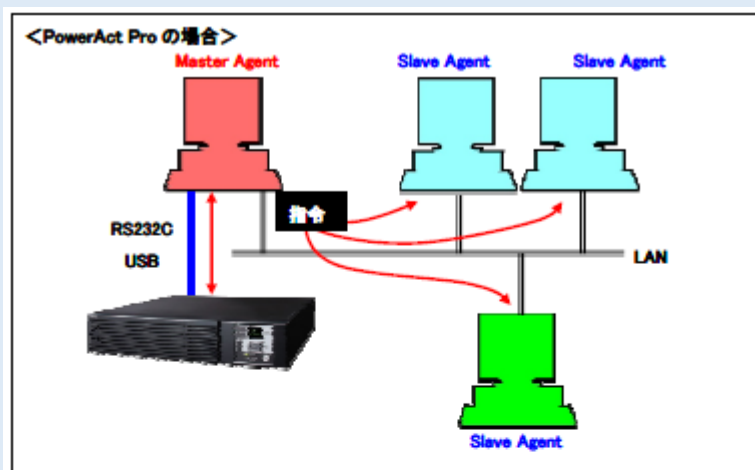 ＜PowerAct Pro の場合＞
Master Agent
Slave Agent
Slave Agent
指令
RS232C
USB
LAN
Slave Agent